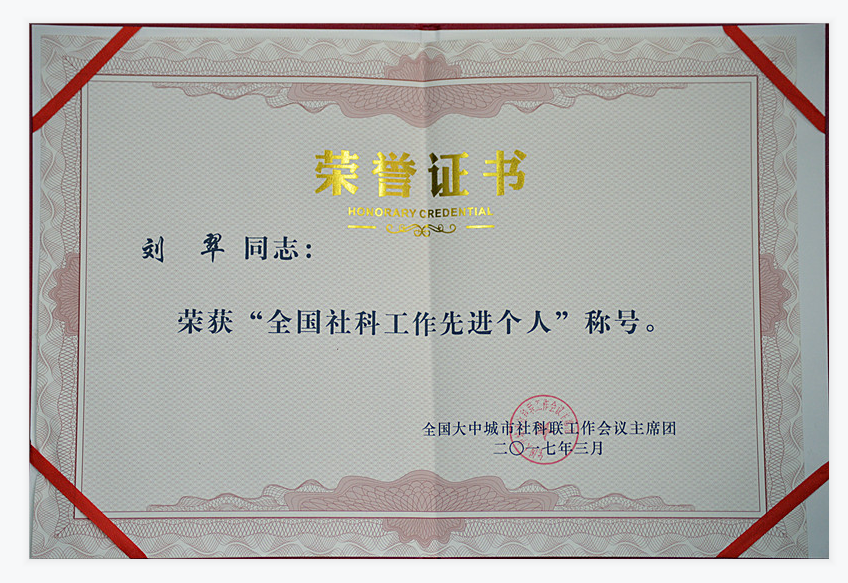 荣誉证书
HONORARY CREDENTIAL
刘 翠 同志：
荣获“全国社科工作先进个人”称号。
全国大中城市社科联工作会议主席团
二〇一七年三月